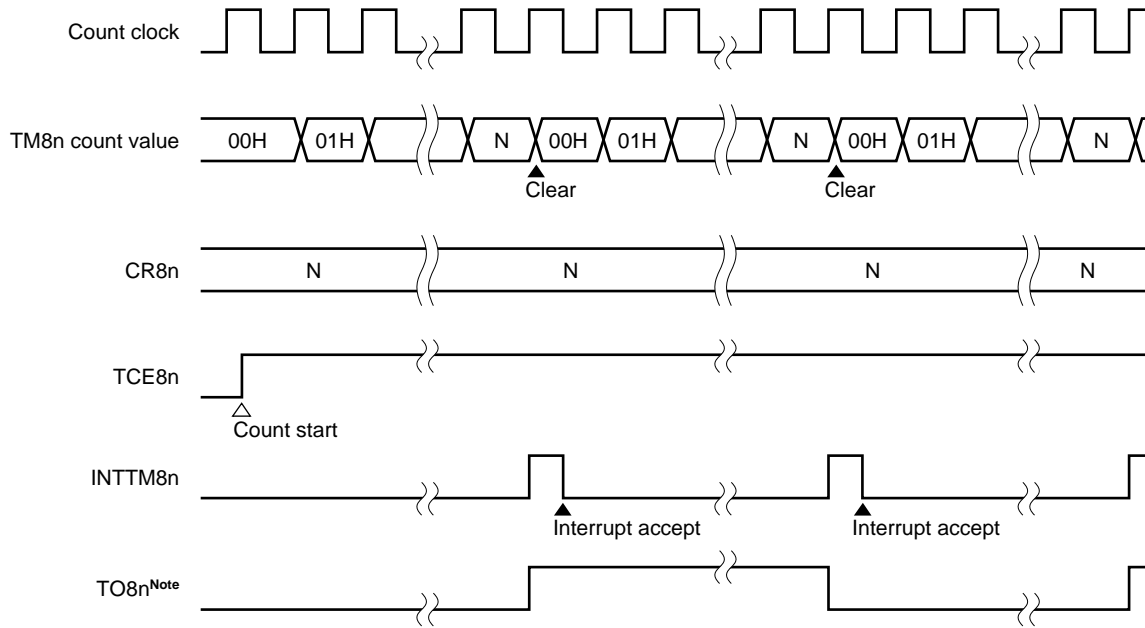 Count clock
TM8n count value 00H 01H N 00H 01H N 00H 01H N
Clear Clear
CR8n N N N N
TCE8n
Count start
INTTM8n
Interrupt accept Interrupt accept
TO8nNote